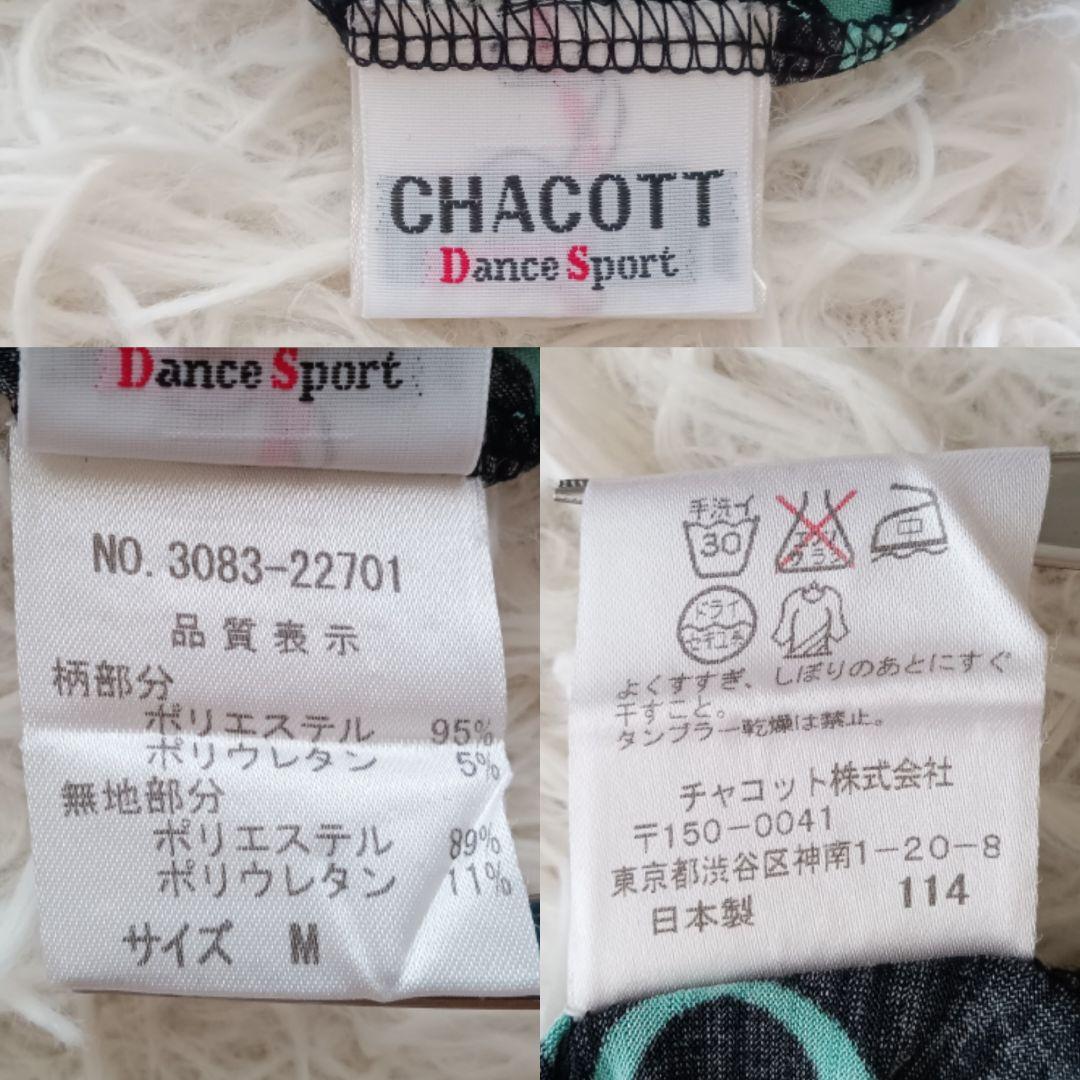 CHACOTT
Dance Sport
Dance Sport
NO. 3083-22701
品質表示
柄部分
ポリエステル 95%
ポリウレタン 5%
無地部分
ポリエステル 89%
ポリウレタン 11%
サイズ M
手洗イ
30
エンソ
サラシ
ドライ
セキユ系
よくすすぎ、しぼりのあとにすぐ
干すこと。
タンブラー乾燥は禁止。
チャコット株式会社
〒150-0041
東京都渋谷区神南1-20-8
日本製 114